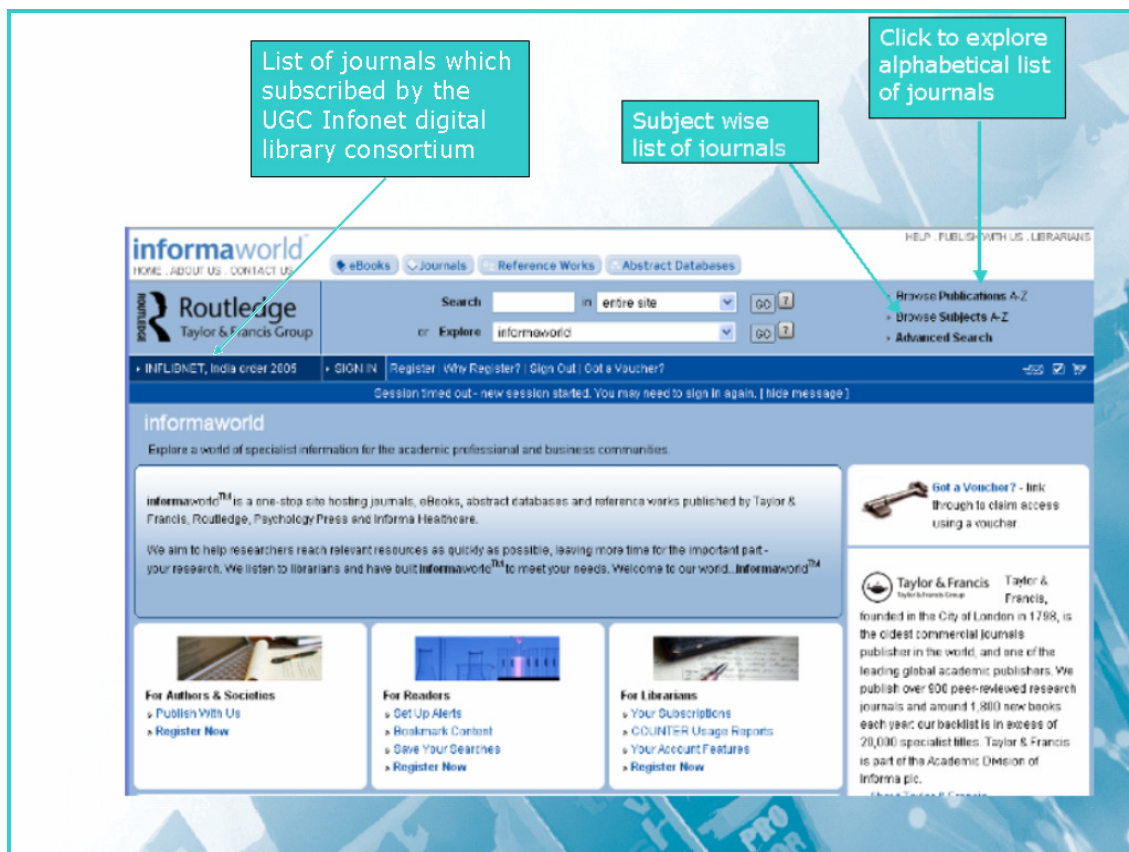 List of journals which
subscribed by the
UGC Infonet digital
library consortium
Subject wise
list of journals
Click to explore
alphabetical list
of journals
informaworld™
HOME . ABOUT US . CONTACT US
eBooks Journals Reference Works Abstract Databases
HELP . PUBLISH WITH US . LIBRARIANS
ROUTLEDGE
Routledge
Taylor & Francis Group
Search in entire site GO ?
or Explore informaworld GO ?
Browse Publications A-Z
Browse Subjects A-Z
Advanced Search
INFLIBNET, India order 2005 SIGN IN Register | Why Register? | Sign Out | Got a Voucher?
Session timed out - new session started. You may need to sign in again. [ hide message ]
informaworld
Explore a world of specialist information for the academic professional and business communities.
informaworld™ is a one-stop site hosting journals, eBooks, abstract databases and reference works published by Taylor &
Francis, Routledge, Psychology Press and Informa Healthcare.
We aim to help researchers reach relevant resources as quickly as possible, leaving more time for the important part -
your research. We listen to librarians and have built informaworld™ to meet your needs. Welcome to our world...informaworld™
Got a Voucher? - link
through to claim access
using a voucher
Taylor & Francis
Taylor & Francis Group
Taylor &
Francis,
founded in the City of London in 1798, is
the oldest commercial journals
publisher in the world, and one of the
leading global academic publishers. We
publish over 900 peer-reviewed research
journals and around 1,800 new books
each year; our backlist is in excess of
20,000 specialist titles. Taylor & Francis
is part of the Academic Division of
Informa plc.
About Taylor & Francis
For Authors & Societies
» Publish With Us
» Register Now
For Readers
» Set Up Alerts
» Bookmark Content
» Save Your Searches
» Register Now
For Librarians
» Your Subscriptions
» COUNTER Usage Reports
» Your Account Features
» Register Now
PRO